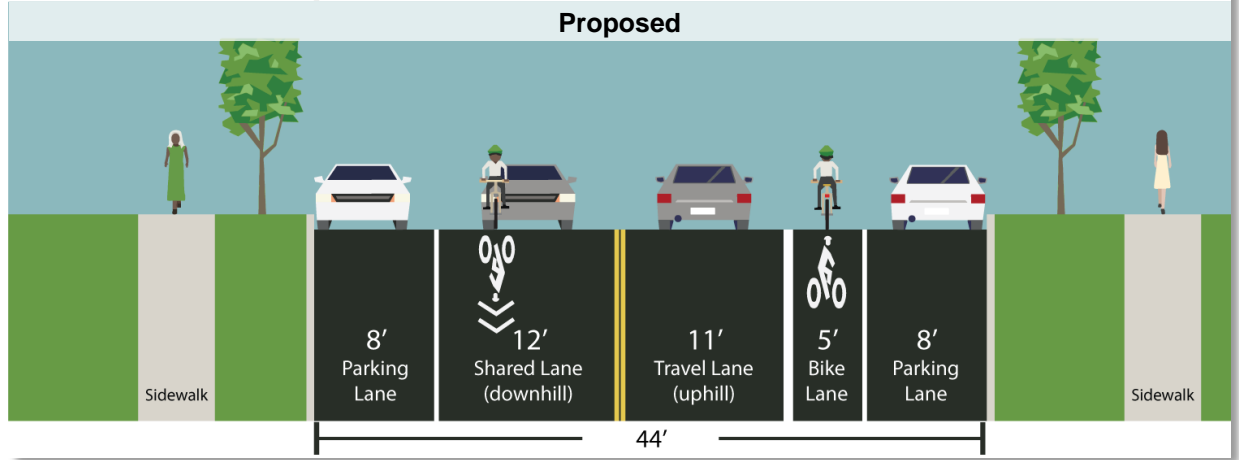 Proposed
Sidewalk
8’
Parking
Lane
12’
Shared Lane
(downhill)
11’
Travel Lane
(uphill)
5’
Bike
Lane
8’
Parking
Lane
Sidewalk
44’